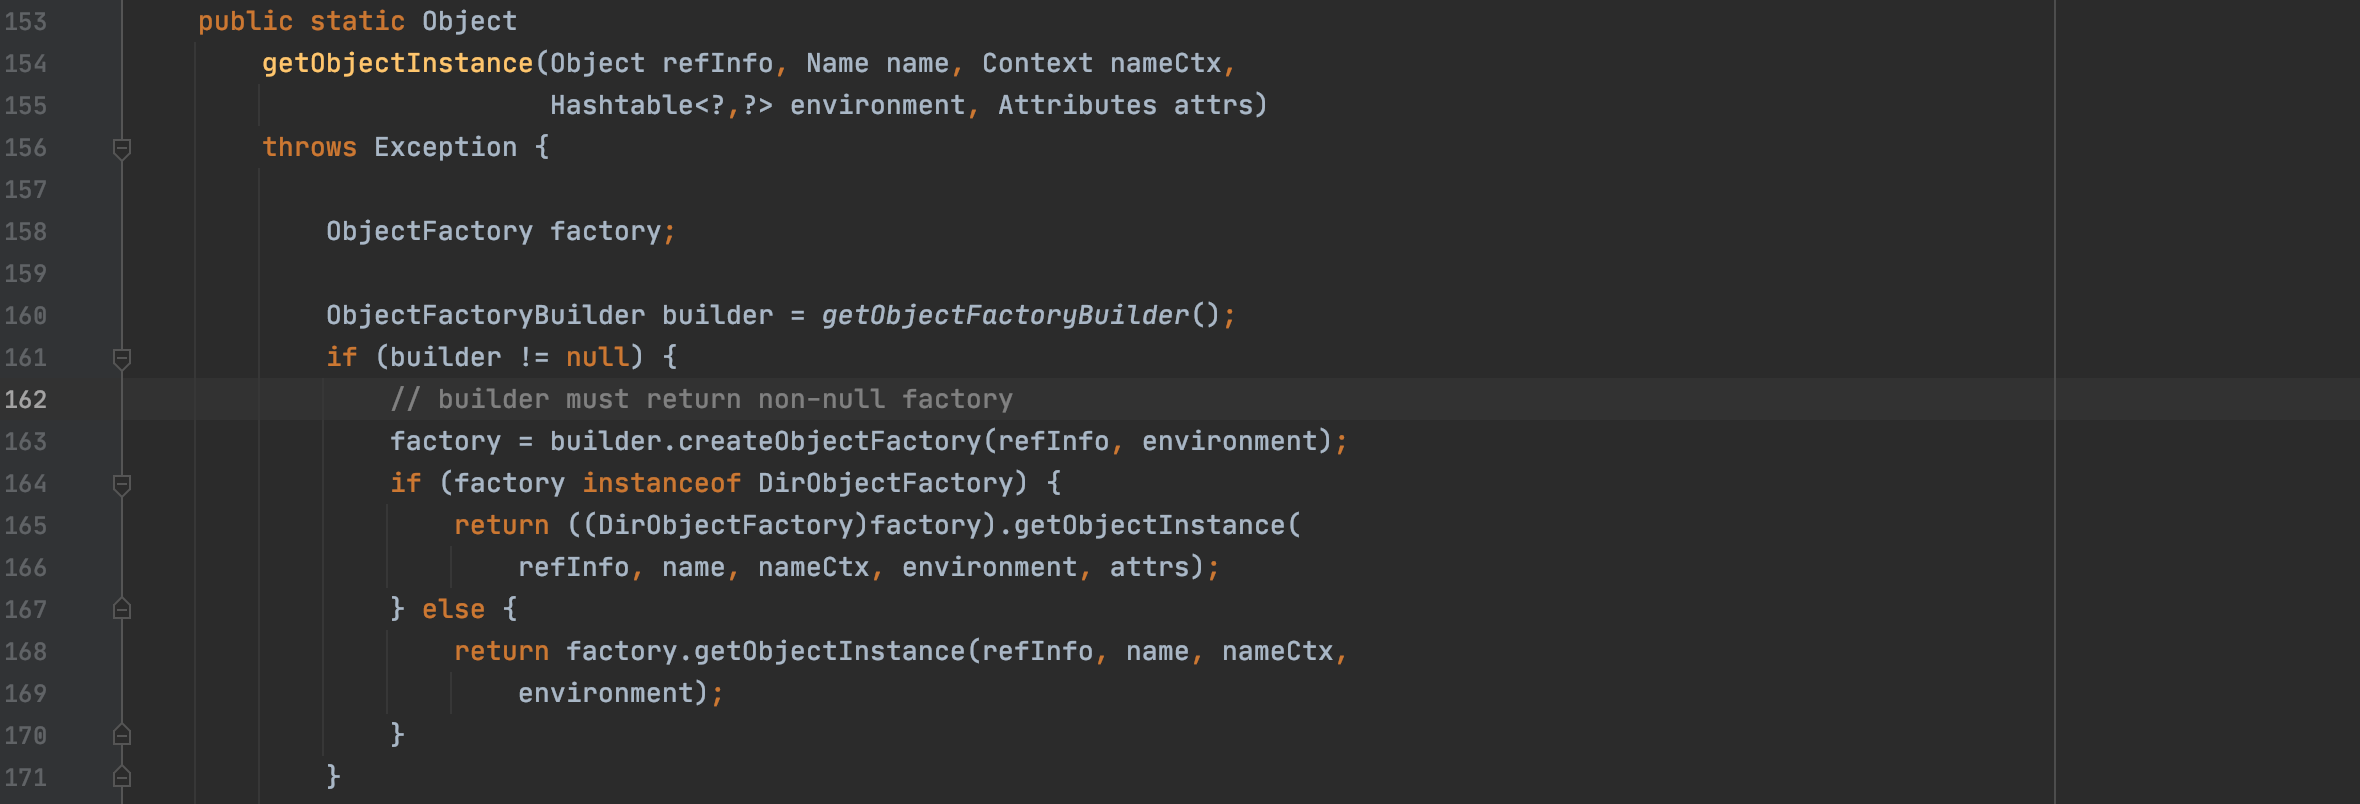 153 public static Object
154 getObjectInstance(Object refInfo, Name name, Context nameCtx,
155 Hashtable<?,?> environment, Attributes attrs)
156 throws Exception {
157
158 ObjectFactory factory;
159
160 ObjectFactoryBuilder builder = getObjectFactoryBuilder();
161 if (builder != null) {
162 // builder must return non-null factory
163 factory = builder.createObjectFactory(refInfo, environment);
164 if (factory instanceof DirObjectFactory) {
165 return ((DirObjectFactory)factory).getObjectInstance(
166 refInfo, name, nameCtx, environment, attrs);
167 } else {
168 return factory.getObjectInstance(refInfo, name, nameCtx,
169 environment);
170 }
171 }